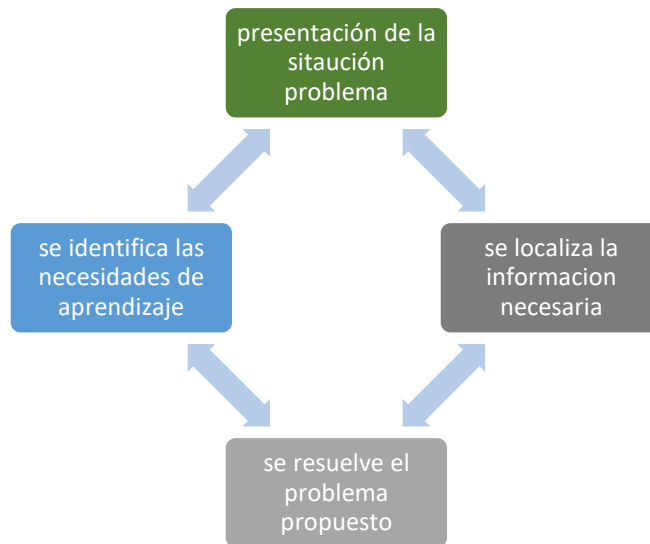 presentación de la
sitaución
problema
se identifica las
necesidades de
aprendizaje
se localiza la
informacion
necesaria
se resuelve el
problema
propuesto